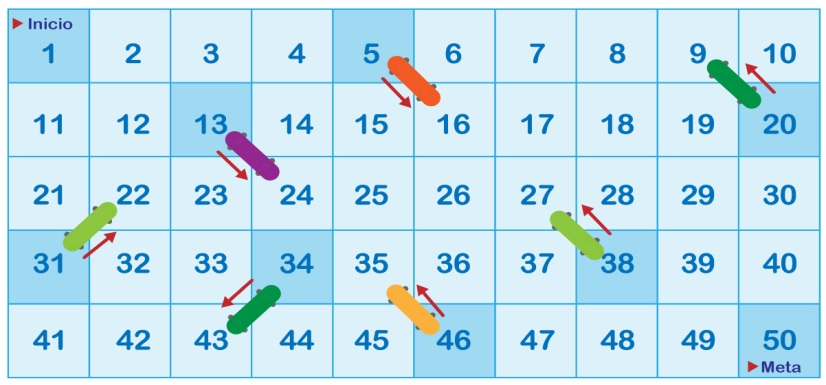 Inicio
1 2 3 4 5 6 7 8 9 10
11 12 13 14 15 16 17 18 19 20
21 22 23 24 25 26 27 28 29 30
31 32 33 34 35 36 37 38 39 40
41 42 43 44 45 46 47 48 49 50
Meta